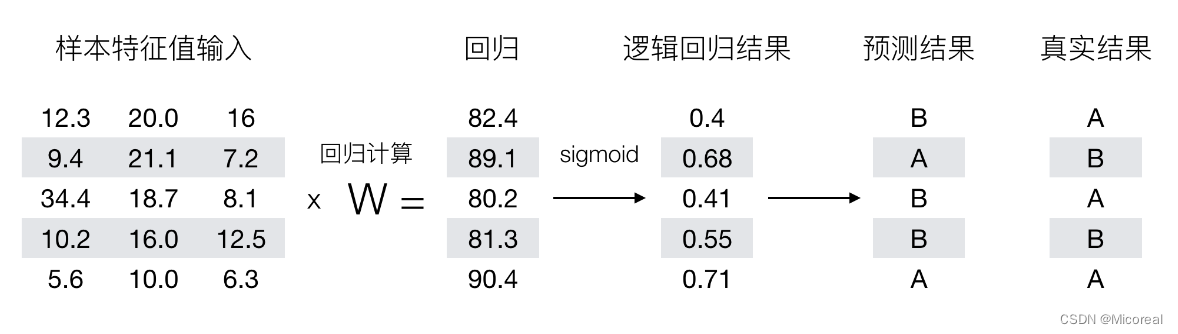 样本特征值输入 回归 逻辑回归结果 预测结果 真实结果
12.3 20.0 16 82.4 0.4 B A
9.4 21.1 7.2 回归计算 89.1 sigmoid 0.68 A B
34.4 18.7 8.1 x W = 80.2 0.41 B A
10.2 16.0 12.5 81.3 0.55 B B
5.6 10.0 6.3 90.4 0.71 A A
CSDN @Micoreal